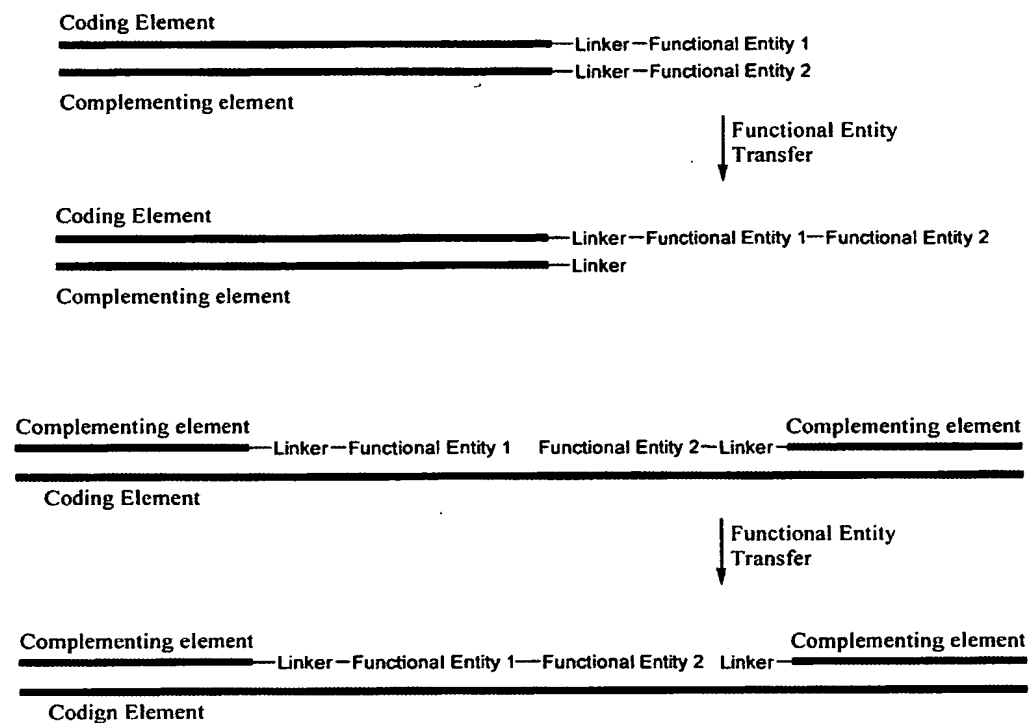 Coding Element
Linker—Functional Entity 1
Linker—Functional Entity 2
Complementing element
Functional Entity
Transfer
Coding Element
Linker—Functional Entity 1—Functional Entity 2
Linker
Complementing element
Complementing element
Complementing element
Linker—Functional Entity 1 Functional Entity 2—Linker
Coding Element
Functional Entity
Transfer
Complementing element
Complementing element
Linker—Functional Entity 1—Functional Entity 2 Linker
Codign Element